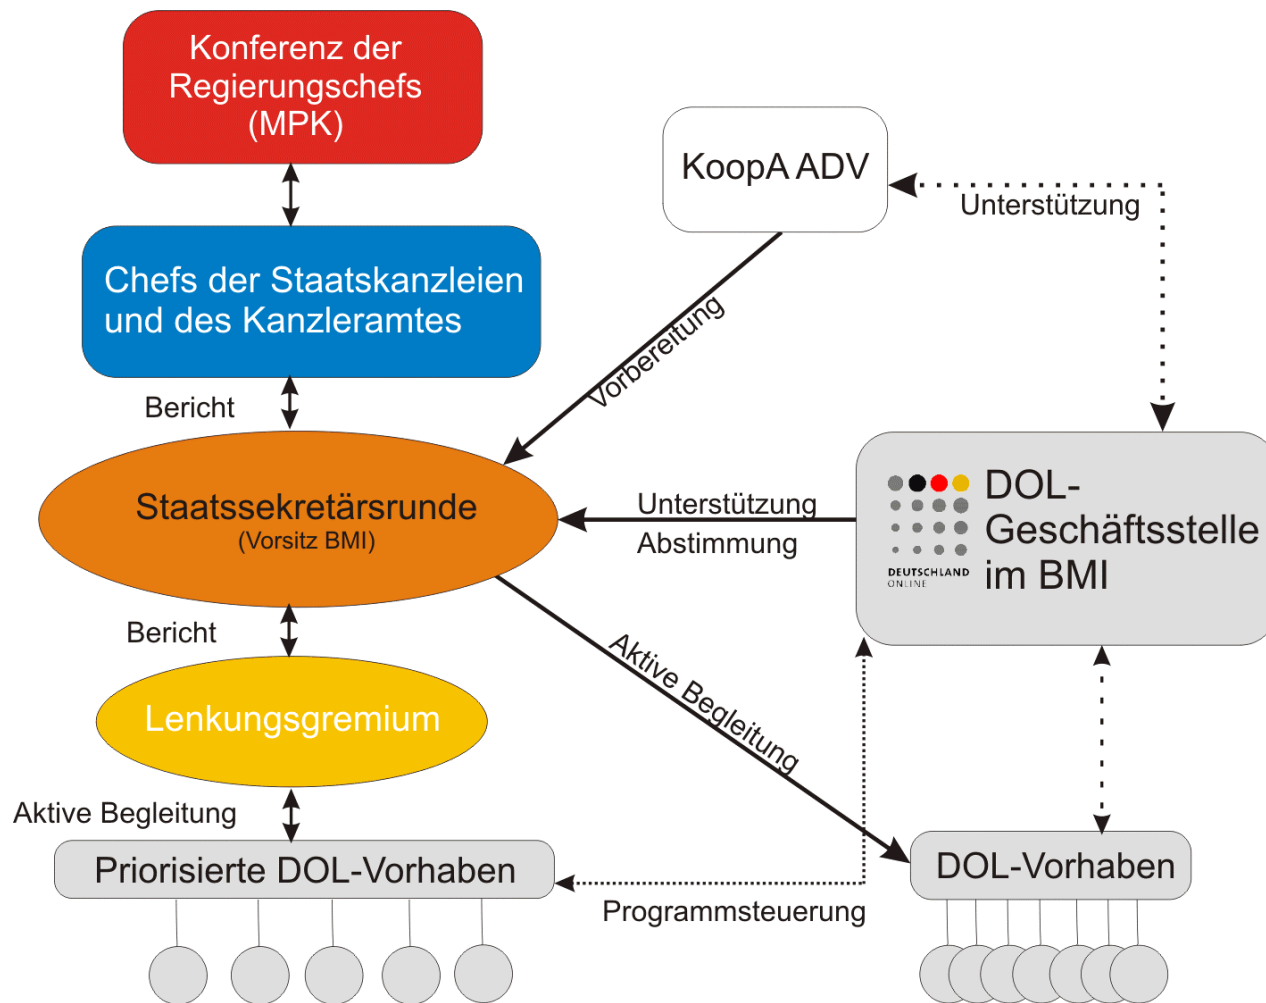 Konferenz der
Regierungschefs
(MPK)
KoopA ADV
Unterstützung
Chefs der Staatskanzleien
und des Kanzleramtes
Vorbereitung
Bericht
Staatssekretärsrunde
(Vorsitz BMI)
Unterstützung
Abstimmung
DOL-
Geschäftsstelle
im BMI
DEUTSCHLAND
ONLINE
Bericht
Aktive Begleitung
Lenkungsgremium
Aktive Begleitung
Priorisierte DOL-Vorhaben
DOL-Vorhaben
Programmsteuerung